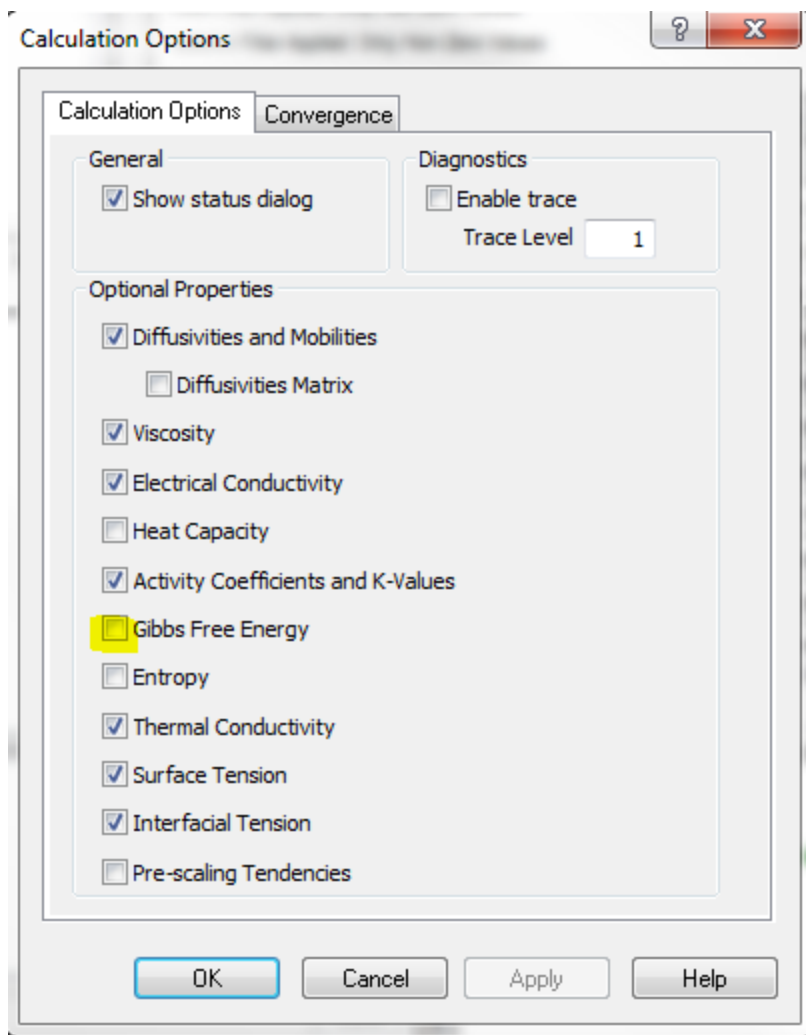 Calculation Options
Calculation Options Convergence
General
Show status dialog
Diagnostics
Enable trace
Trace Level 1
Optional Properties
Diffusivities and Mobilities
Diffusivities Matrix
Viscosity
Electrical Conductivity
Heat Capacity
Activity Coefficients and K-Values
Gibbs Free Energy
Entropy
Thermal Conductivity
Surface Tension
Interfacial Tension
Pre-scaling Tendencies
OK Cancel Apply Help